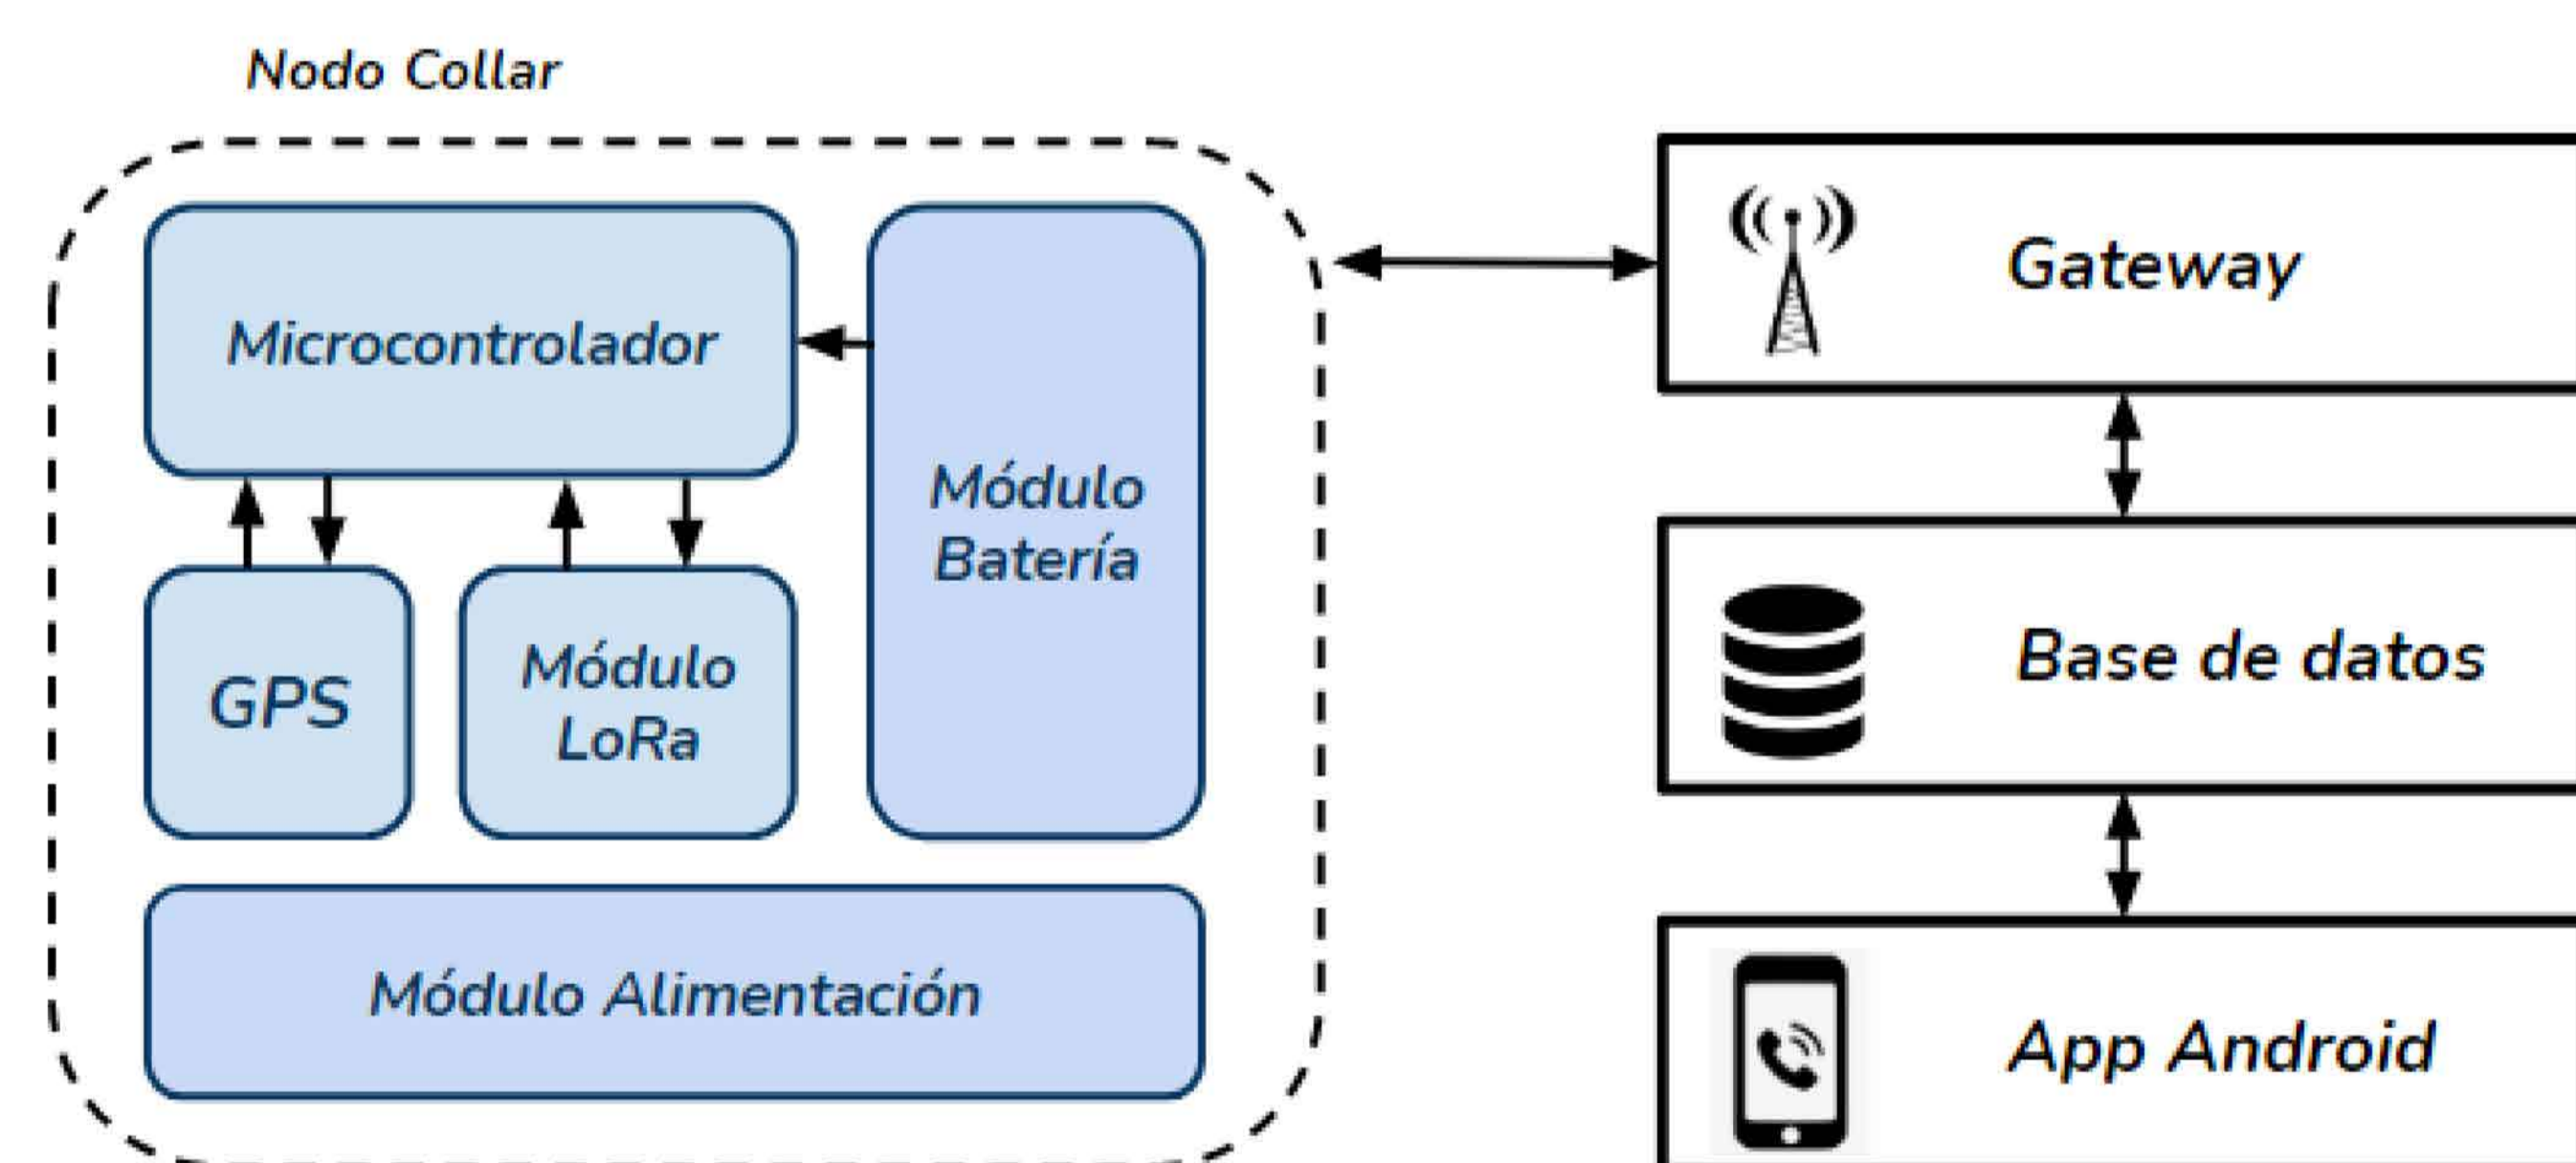 Nodo Collar
Microcontrolador
Módulo
Batería
GPS
Módulo
LoRa
Módulo Alimentación
Gateway
Base de datos
App Android